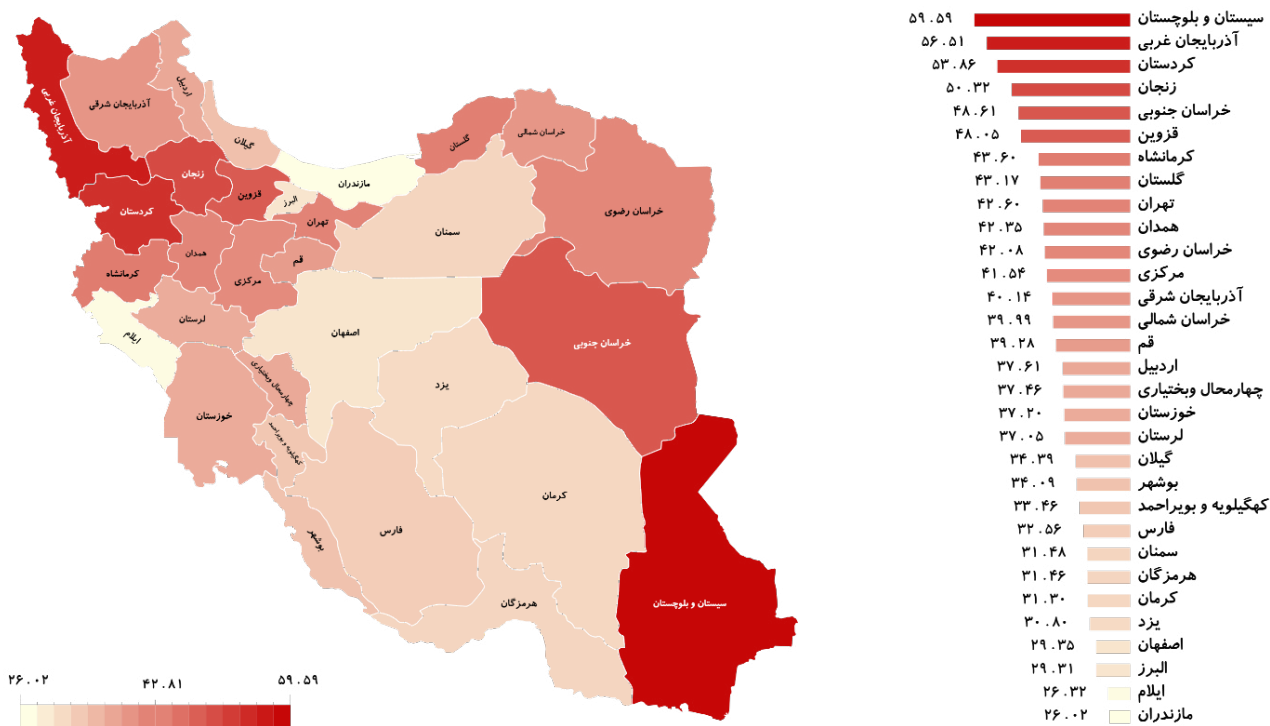 آذربایجان غربی
آذربایجان شرقی
اردبیل
گیلان
زنجان
کردستان
قزوین
البرز
مازندران
گلستان
خراسان شمالی
خراسان رضوی
سمنان
تهران
قم
همدان
مرکزی
کرمانشاه
لرستان
ایلام
اصفهان
خراسان جنوبی
چهارمحال وبختیاری
یزد
خوزستان
کهگیلویه و بویراحمد
کرمان
فارس
بوشهر
هرمزگان
سیستان و بلوچستان
۲۶.۰۲
۴۲.۸۱
۵۹.۵۹
سیستان و بلوچستان ۵۹.۵۹
آذربایجان غربی ۵۶.۵۱
کردستان ۵۳.۸۶
زنجان ۵۰.۳۲
خراسان جنوبی ۴۸.۶۱
قزوین ۴۸.۰۵
کرمانشاه ۴۳.۶۰
گلستان ۴۳.۱۷
تهران ۴۲.۶۰
همدان ۴۲.۳۵
خراسان رضوی ۴۲.۰۸
مرکزی ۴۱.۵۴
آذربایجان شرقی ۴۰.۱۴
خراسان شمالی ۳۹.۹۹
قم ۳۹.۲۸
اردبیل ۳۷.۶۱
چهارمحال وبختیاری ۳۷.۴۶
خوزستان ۳۷.۲۰
لرستان ۳۷.۰۵
گیلان ۳۴.۳۹
بوشهر ۳۴.۰۹
کهگیلویه و بویراحمد ۳۳.۴۶
فارس ۳۲.۵۶
سمنان ۳۱.۴۸
هرمزگان ۳۱.۴۶
کرمان ۳۱.۳۰
یزد ۳۰.۸۰
اصفهان ۲۹.۳۵
البرز ۲۹.۳۱
ایلام ۲۶.۳۲
مازندران ۲۶.۰۲